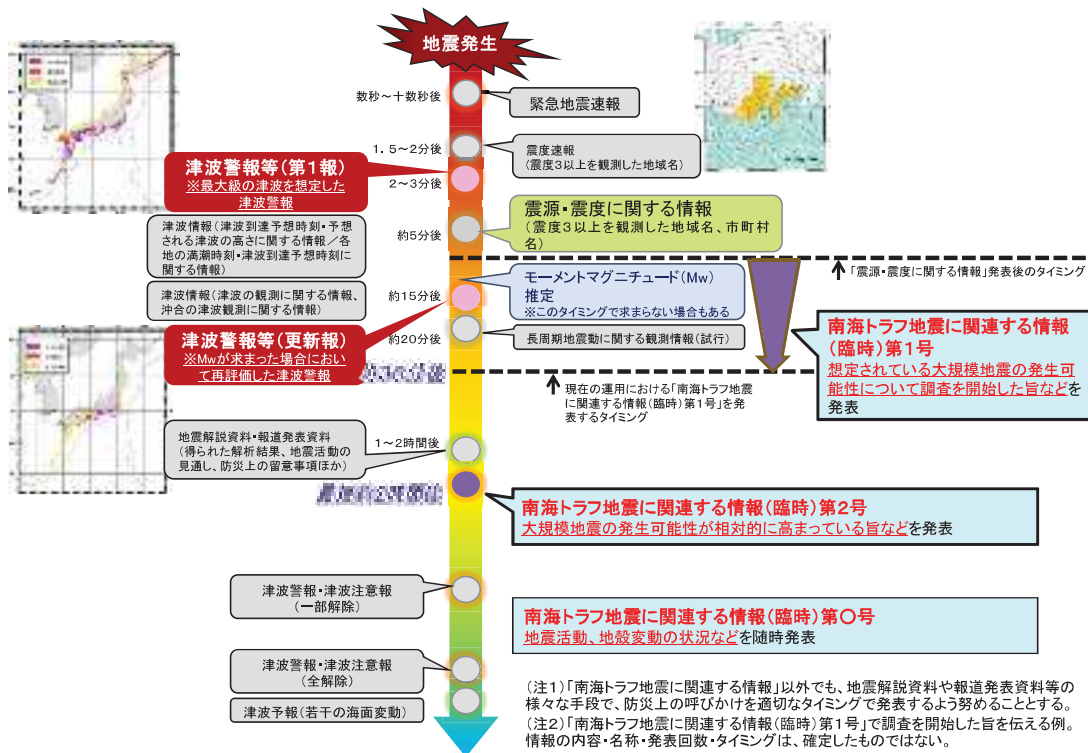 地震発生
数秒～十数秒後
緊急地震速報
1．5～2分後
震度速報
(震度3以上を観測した地域名)
津波警報等(第1報)
※最大級の津波を想定した
津波警報
2～3分後
震源・震度に関する情報
(震度3以上を観測した地域名、市町村
名)
約5分後
津波情報(津波到達予想時刻・予想
される津波の高さに関する情報／各
地の満潮時刻・津波到達予想時刻に
関する情報)
「震源・震度に関する情報」発表後のタイミング
モーメントマグニチュード(Mw)
推定
※このタイミングで求まらない場合もある
津波情報(津波の観測に関する情報、
沖合の津波観測に関する情報)
約15分後
津波警報等(更新報)
※Mwが求まった場合におい
て再評価した津波警報
約20分後
長周期地震動に関する観測情報(試行)
南海トラフ地震に関連する情報
(臨時)第1号
想定されている大規模地震の発生可
能性について調査を開始した旨などを
発表
現在の運用における「南海トラフ地震
に関連する情報(臨時)第1号」を発
表するタイミング
地震解説資料・報道発表資料
(得られた解析結果、地震活動の
見通し、防災上の留意事項ほか)
1～2時間後
南海トラフ地震に関連する情報(臨時)第2号
大規模地震の発生可能性が相対的に高まっている旨などを発表
津波警報・津波注意報
(一部解除)
南海トラフ地震に関連する情報(臨時)第〇号
地震活動、地殻変動の状況などを随時発表
津波警報・津波注意報
(全解除)
津波予報(若干の海面変動)
(注1)「南海トラフ地震に関連する情報」以外でも、地震解説資料や報道発表資料等の
様々な手段で、防災上の呼びかけを適切なタイミングで発表するよう努めることとする。
(注2)「南海トラフ地震に関連する情報(臨時)第1号」で調査を開始した旨を伝える例。
情報の内容・名称・発表回数・タイミングは、確定したものではない。